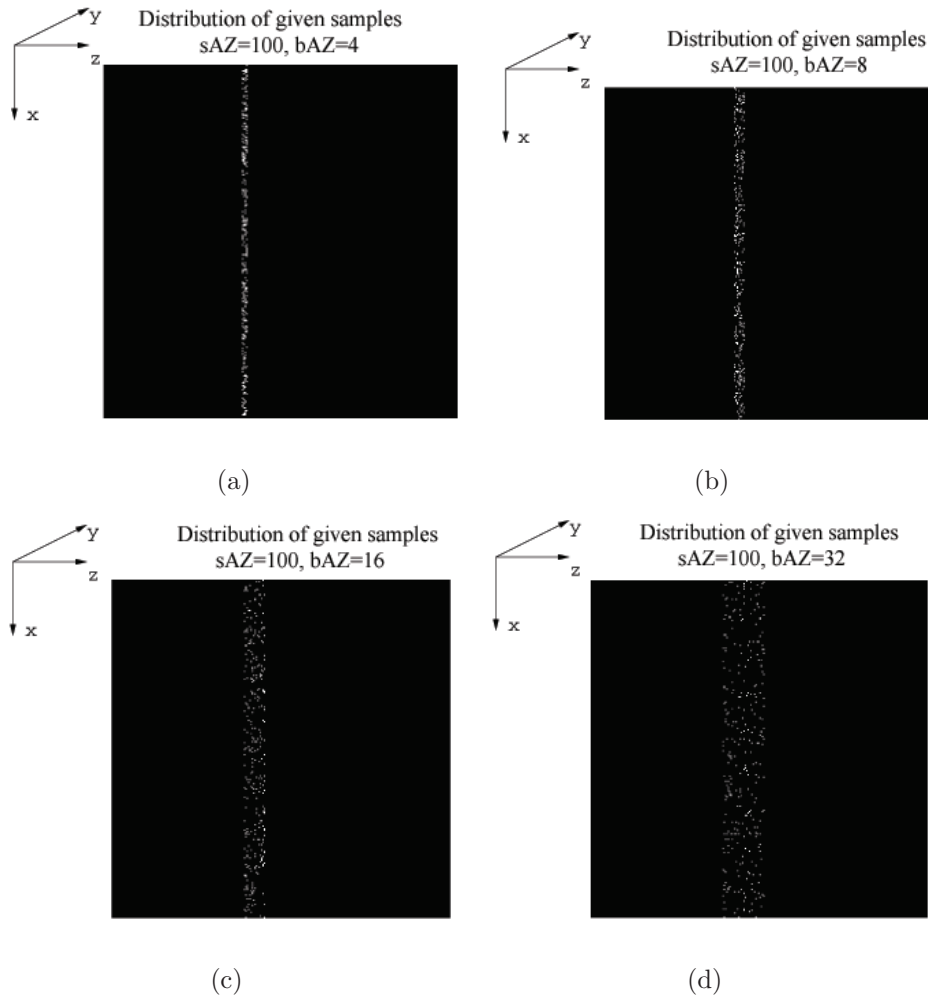 Distribution of given samples
sAZ=100, bAZ=4
y
z
x
Distribution of given samples
sAZ=100, bAZ=8
y
z
x
(a)
(b)
Distribution of given samples
sAZ=100, bAZ=16
y
z
x
Distribution of given samples
sAZ=100, bAZ=32
y
z
x
(c)
(d)